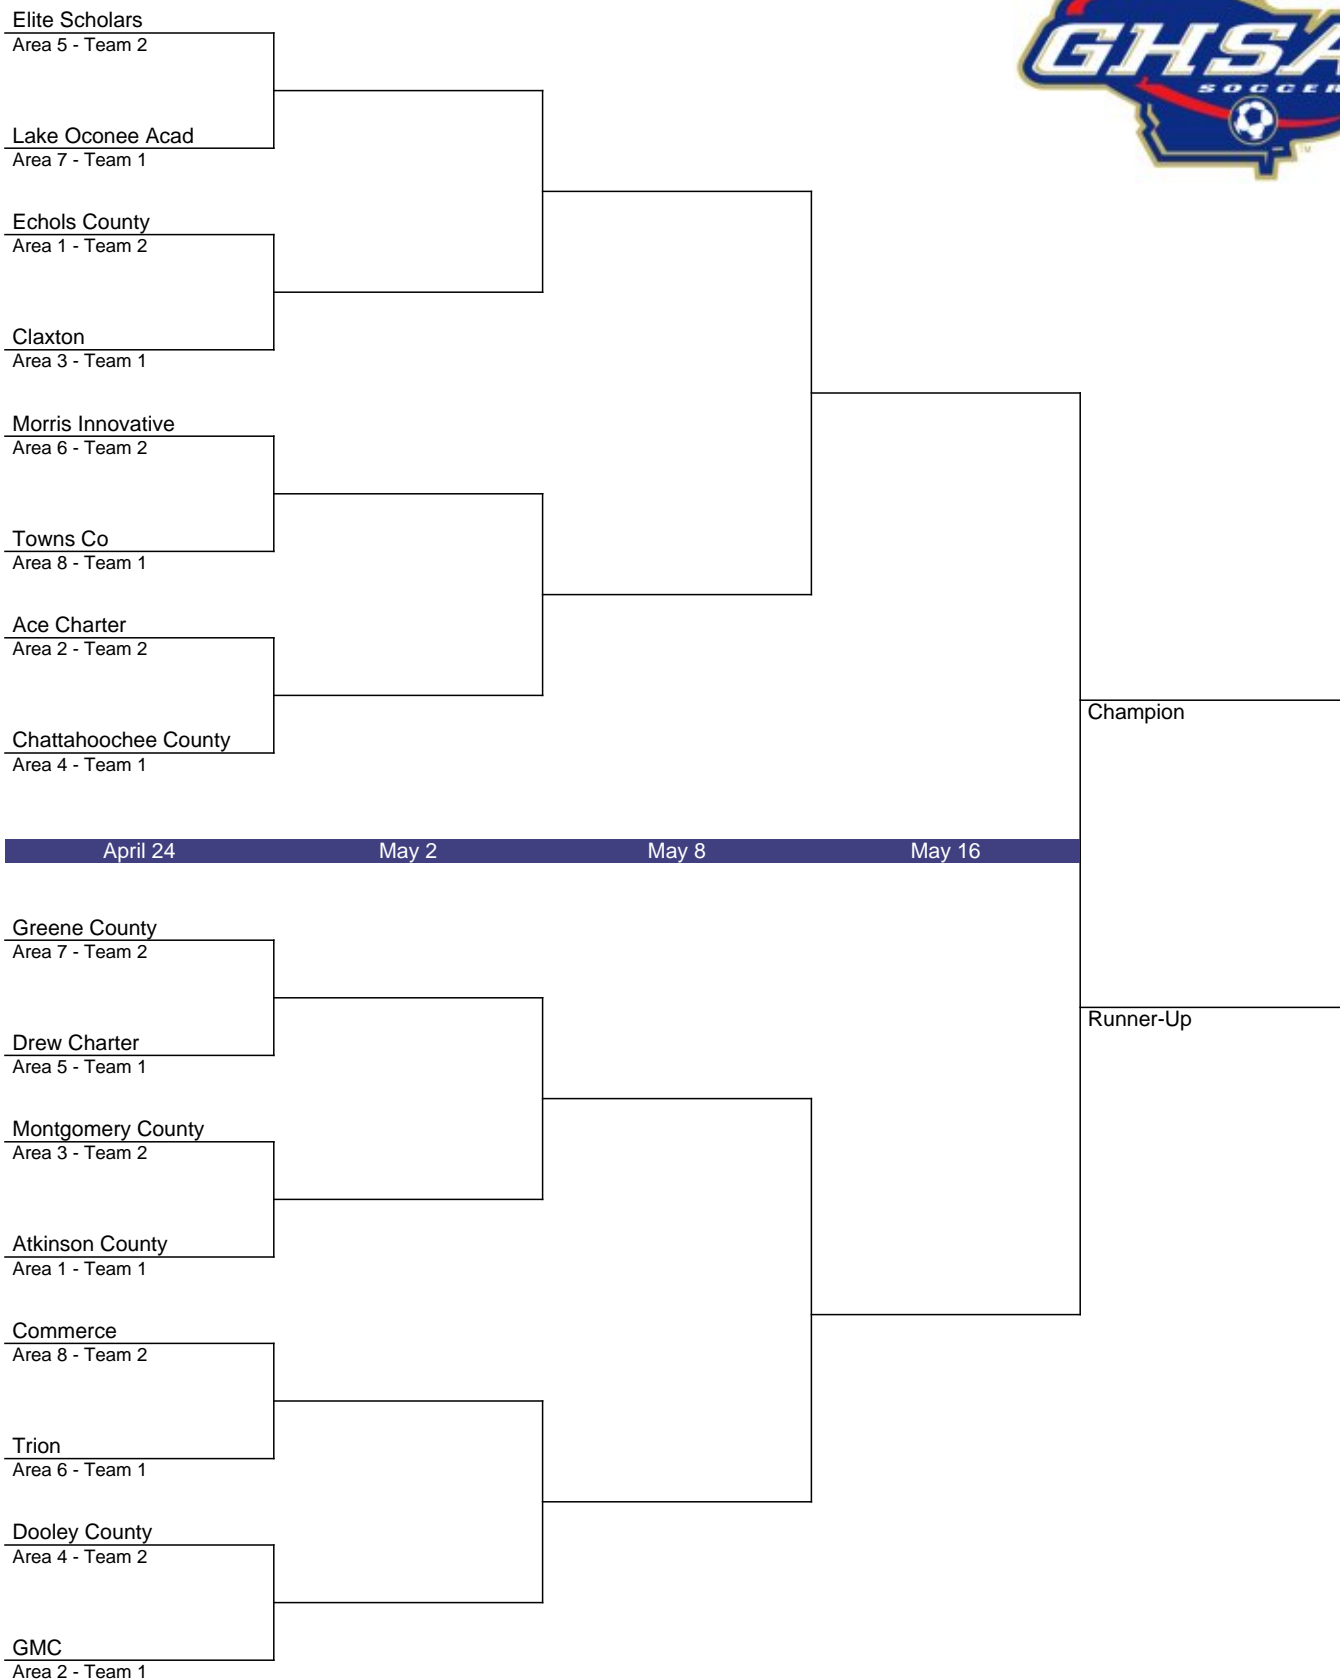 GHSA
SOCCER
Elite Scholars
Area 5 - Team 2
Lake Oconee Acad
Area 7 - Team 1
Echols County
Area 1 - Team 2
Claxton
Area 3 - Team 1
Morris Innovative
Area 6 - Team 2
Towns Co
Area 8 - Team 1
Ace Charter
Area 2 - Team 2
Chattahoochee County
Area 4 - Team 1
Champion
April 24 May 2 May 8 May 16
Greene County
Area 7 - Team 2
Runner-Up
Drew Charter
Area 5 - Team 1
Montgomery County
Area 3 - Team 2
Atkinson County
Area 1 - Team 1
Commerce
Area 8 - Team 2
Trion
Area 6 - Team 1
Dooley County
Area 4 - Team 2
GMC
Area 2 - Team 1